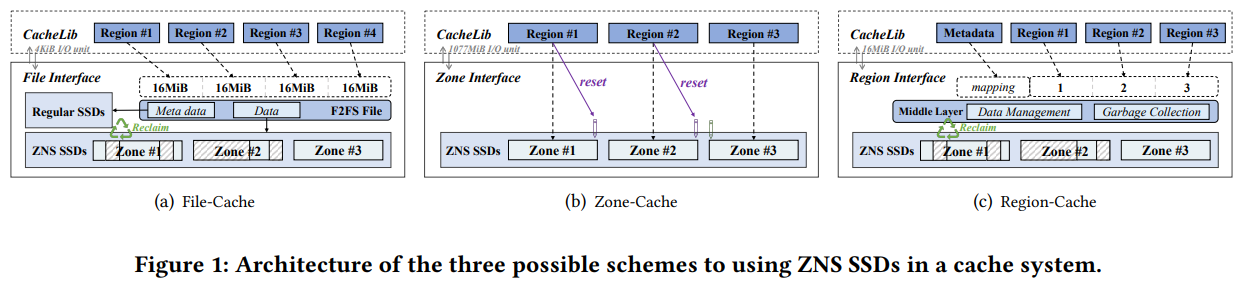 CacheLib Region #1 Region #2 Region #3 Region #4
4KiB I/O unit
File Interface
16MiB 16MiB 16MiB 16MiB
Regular SSDs Meta data Data F2FS File
Reclaim
ZNS SSDs Zone #1 Zone #2 Zone #3
(a) File-Cache
CacheLib Region #1 Region #2 Region #3
1077MiB I/O unit
Zone Interface
reset reset
ZNS SSDs Zone #1 Zone #2 Zone #3
(b) Zone-Cache
CacheLib Metadata Region #1 Region #2 Region #3
16MiB I/O unit
Region Interface
mapping 1 2 3
Middle Layer Data Management Garbage Collection
Reclaim
ZNS SSDs Zone #1 Zone #2 Zone #3
(c) Region-Cache
Figure 1: Architecture of the three possible schemes to using ZNS SSDs in a cache system.